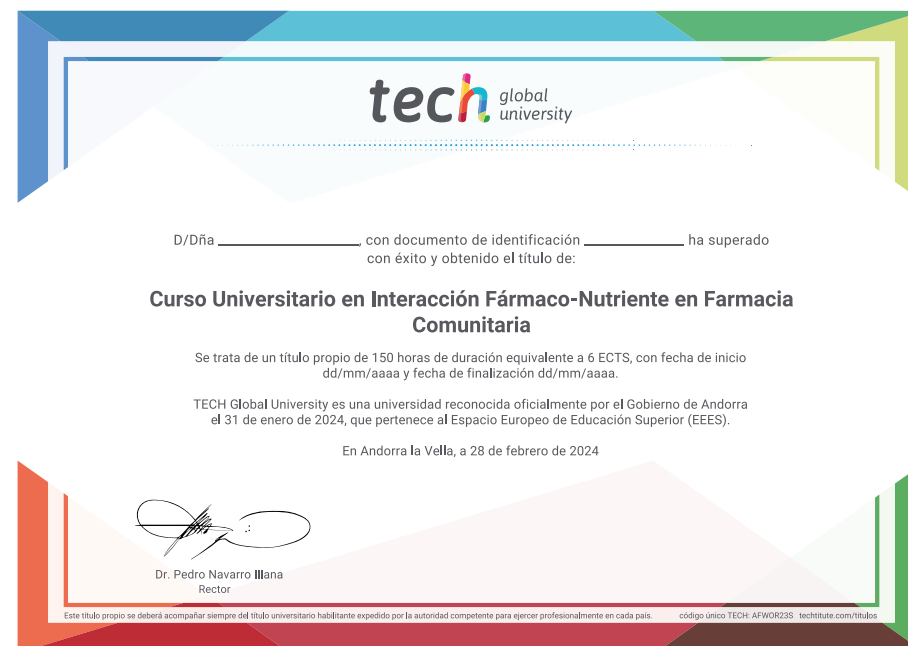 tech global university
D/Dña ____________________, con documento de identificación ______________ ha superado
con éxito y obtenido el título de:
Curso Universitario en Interacción Fármaco-Nutriente en Farmacia
Comunitaria
Se trata de un título propio de 150 horas de duración equivalente a 6 ECTS, con fecha de inicio
dd/mm/aaaa y fecha de finalización dd/mm/aaaa.
TECH Global University es una universidad reconocida oficialmente por el Gobierno de Andorra
el 31 de enero de 2024, que pertenece al Espacio Europeo de Educación Superior (EEES).
En Andorra la Vella, a 28 de febrero de 2024
Dr. Pedro Navarro Illana
Rector
Este título propio se deberá acompañar siempre del título universitario habilitante expedido por la autoridad competente para ejercer profesionalmente en cada país. código único TECH: AFWOR23S techtitute.com/titulos